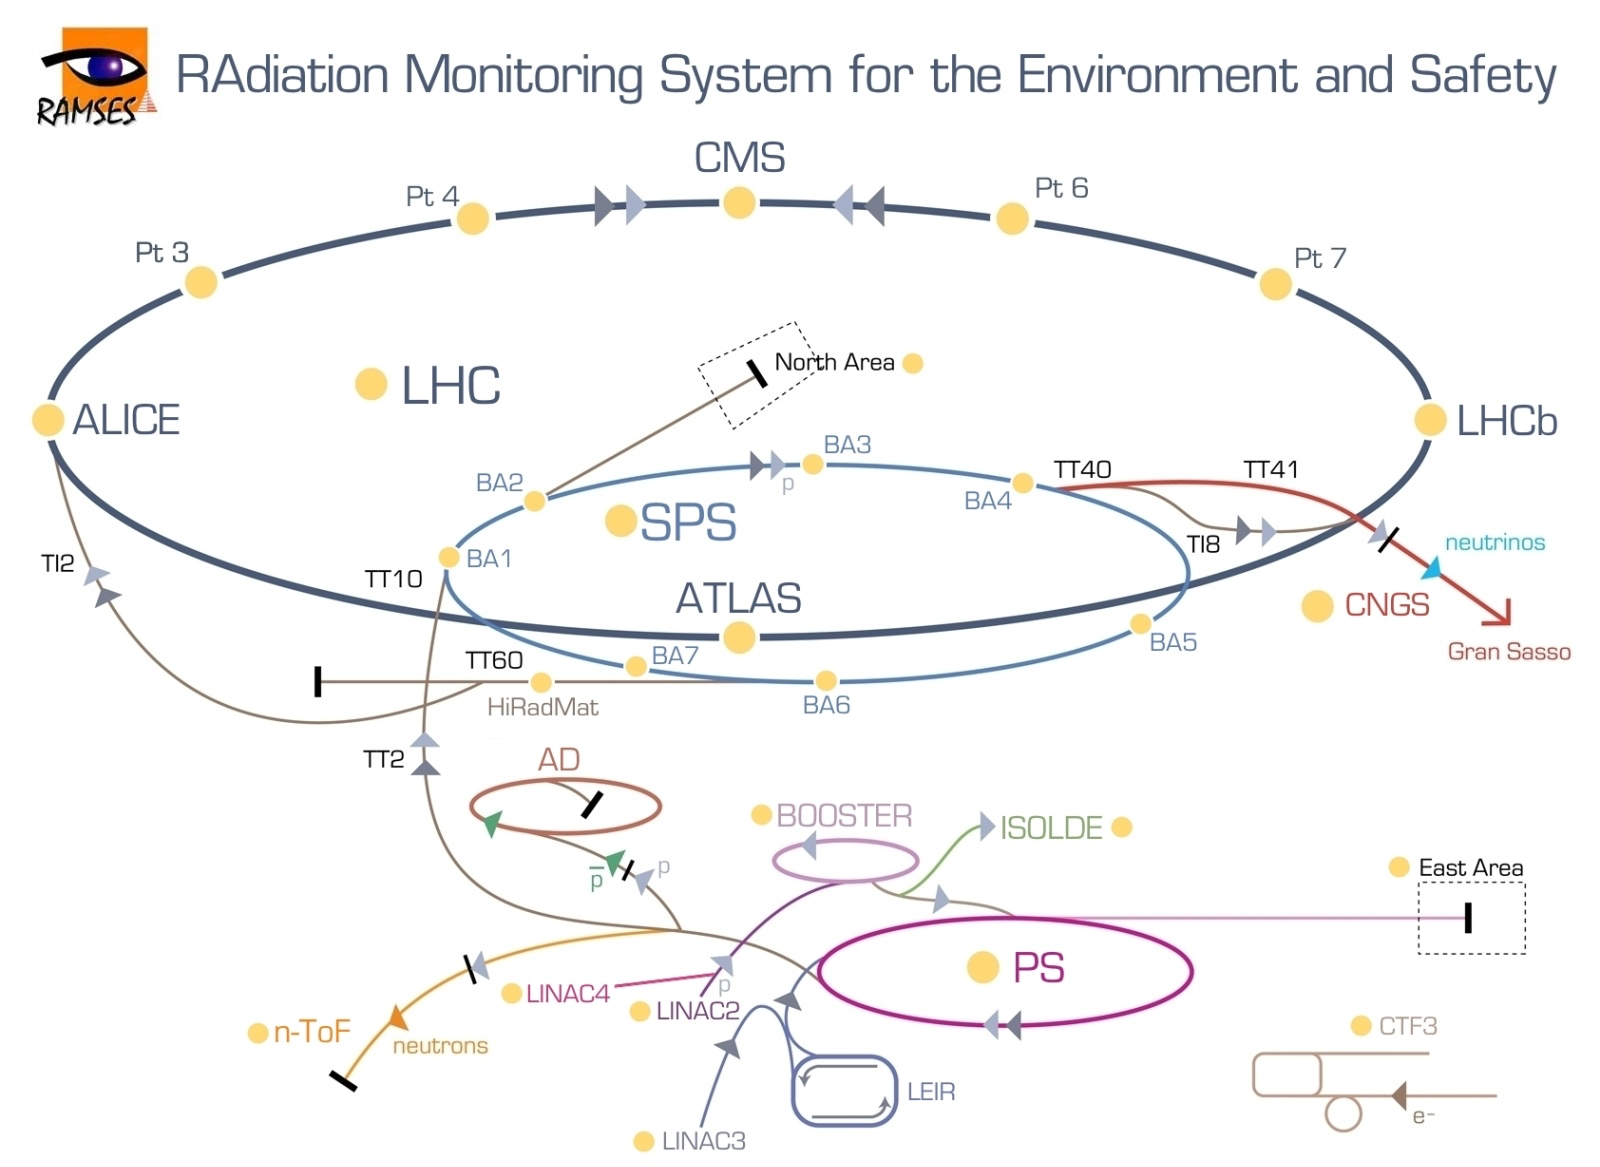 RAMSES
RAdiation Monitoring System for the Environment and Safety
CMS
Pt 4
Pt 6
Pt 3
Pt 7
North Area
LHC
ALICE
LHCb
BA3
BA2
p
TT40
TT41
BA4
SPS
BA1
TI8
neutrinos
TI2
TT10
ATLAS
CNGS
BA7
BA5
TT60
Gran Sasso
HiRadMat
BA6
TT2
AD
BOOSTER
ISOLDE
p̅
p
East Area
PS
LINAC4
p
LINAC2
n-ToF
neutrons
CTF3
LEIR
e-
LINAC3